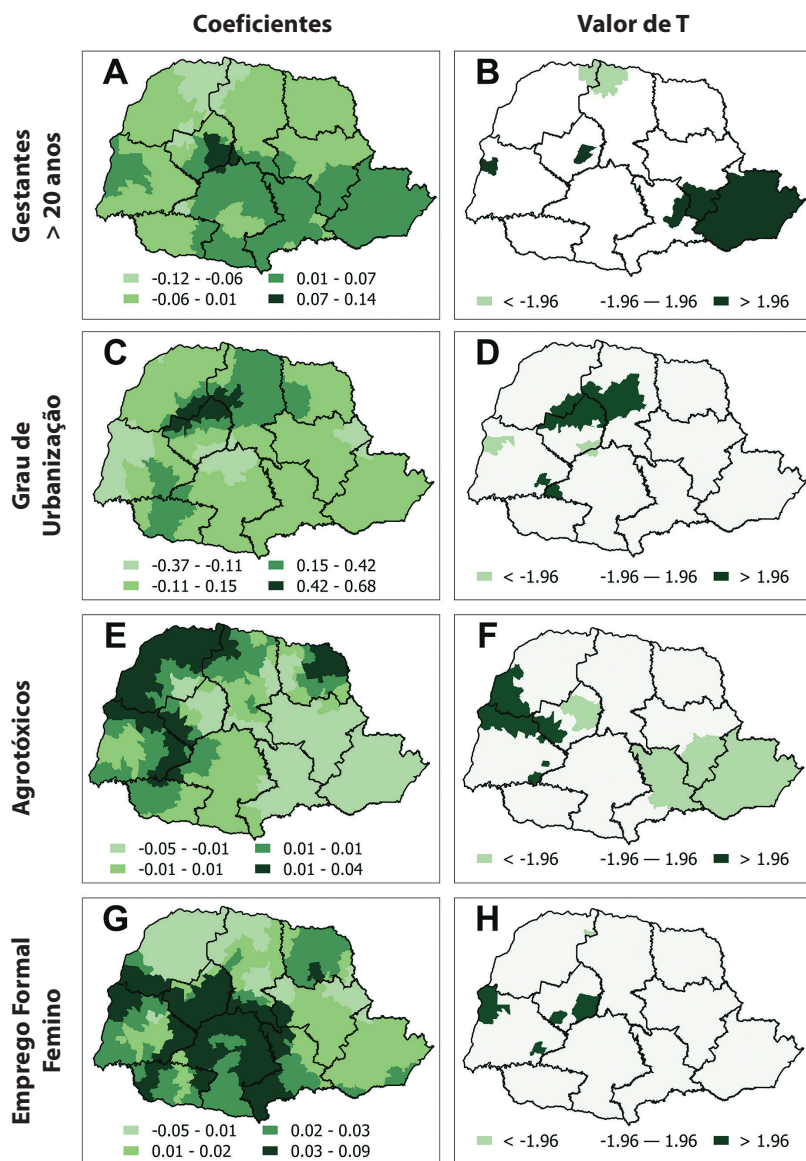 Coeficientes
Valor de T
Gestantes
> 20 anos
A
-0.12 - -0.06
0.01 - 0.07
-0.06 - 0.01
0.07 - 0.14
B
< -1.96
-1.96 — 1.96
> 1.96
Grau de
Urbanização
C
-0.37 - -0.11
0.15 - 0.42
-0.11 - 0.15
0.42 - 0.68
D
< -1.96
-1.96 — 1.96
> 1.96
Agrotóxicos
E
-0.05 - -0.01
0.01 - 0.01
-0.01 - 0.01
0.01 - 0.04
F
< -1.96
-1.96 — 1.96
> 1.96
Emprego Formal
Femino
G
-0.05 - 0.01
0.02 - 0.03
0.01 - 0.02
0.03 - 0.09
H
< -1.96
-1.96 — 1.96
> 1.96